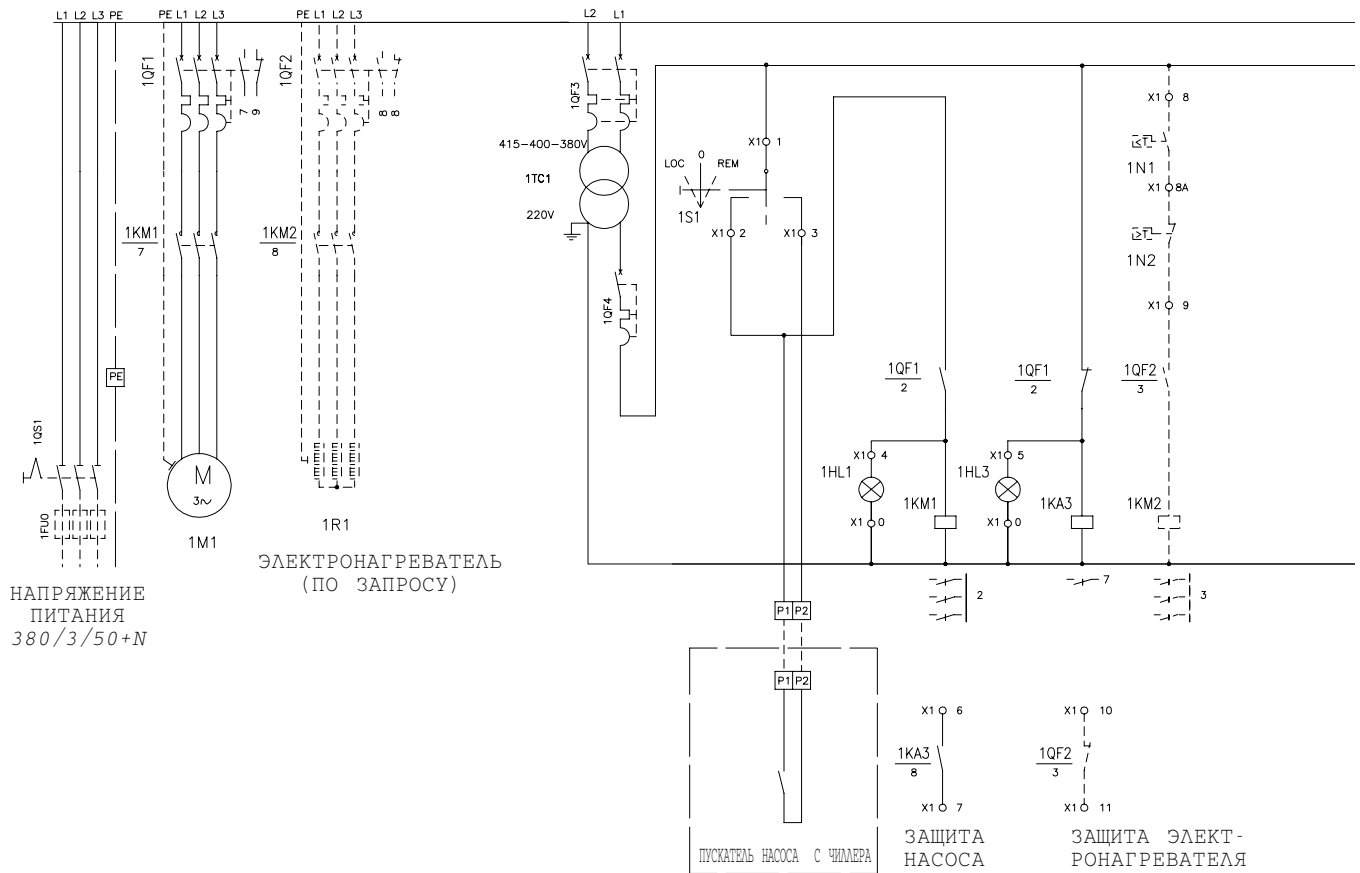 L1 L2 L3 PE
PE L1 L2 L3
PE L1 L2 L3
L2 L1
1QF1
7 9
1QF2
8 8
1QF3
415-400-380V
1TC1
220V
1QF4
X1 1
LOC 0 REM
1S1
X1 2
X1 3
X1 8
1N1
X1 8A
1N2
X1 9
1KM1
7
1KM2
8
PE
1QS1
1FU0
M
3~
1M1
1R1
ЭЛЕКТРОНАГРЕВАТЕЛЬ
(ПО ЗАПРОСУ)
НАПРЯЖЕНИЕ
ПИТАНИЯ
380/3/50+N
1QF1
2
1QF1
2
1QF2
3
X1 4
1HL1
X1 0
1KM1
X1 5
1HL3
X1 0
1KA3
1KM2
2
7
3
P1 P2
P1 P2
ПУСКАТЕЛЬ НАСОСА С ЧИЛЛЕРА
X1 6
1KA3
8
X1 7
ЗАЩИТА
НАСОСА
X1 10
1QF2
3
X1 11
ЗАЩИТА ЭЛЕКТ-
РОНАГРЕВАТЕЛЯ